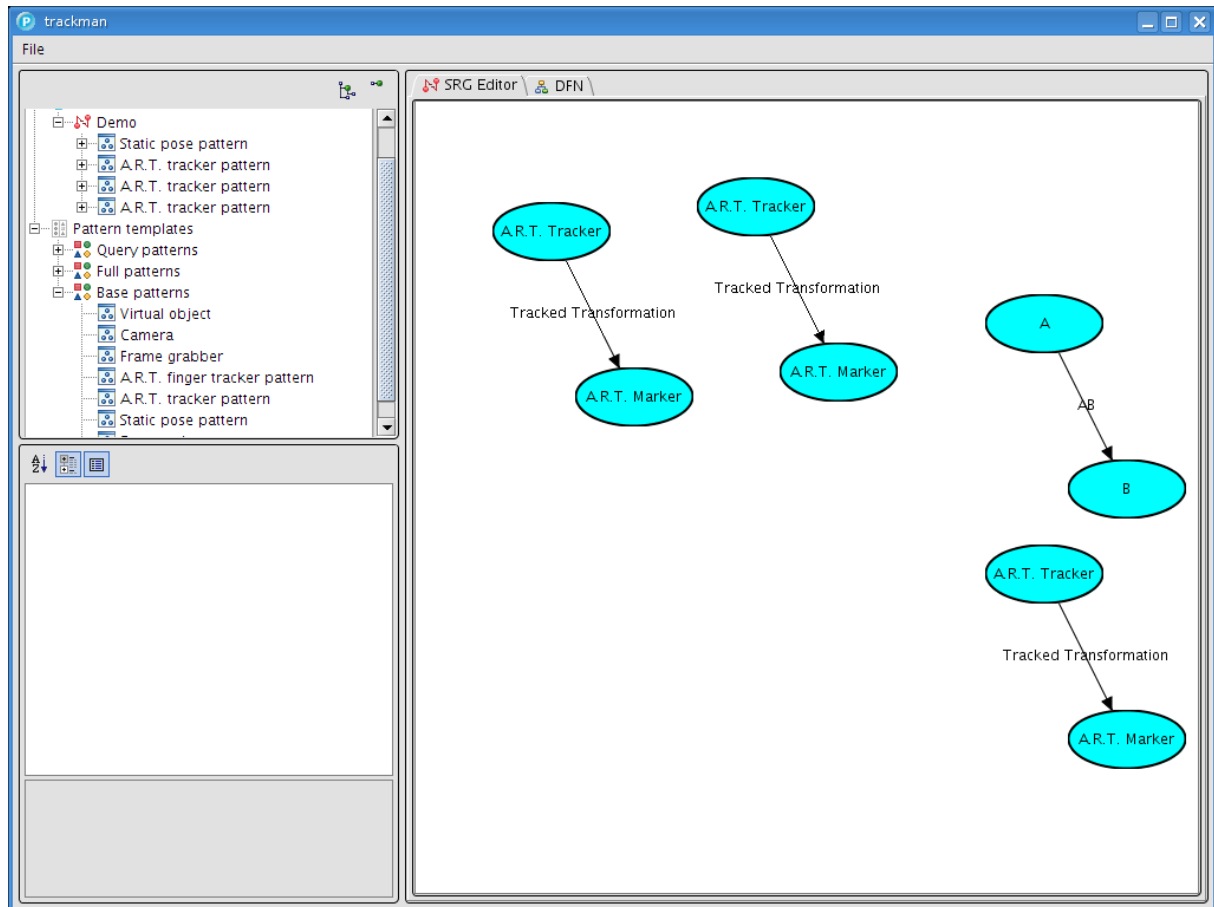 trackman
File
Demo
Static pose pattern
A.R.T. tracker pattern
A.R.T. tracker pattern
A.R.T. tracker pattern
Pattern templates
Query patterns
Full patterns
Base patterns
Virtual object
Camera
Frame grabber
A.R.T. finger tracker pattern
A.R.T. tracker pattern
Static pose pattern
A
Z
SRG Editor
DFN
A.R.T. Tracker
A.R.T. Tracker
Tracked Transformation
Tracked Transformation
A.R.T. Marker
A.R.T. Marker
A
AB
B
A.R.T. Tracker
Tracked Transformation
A.R.T. Marker